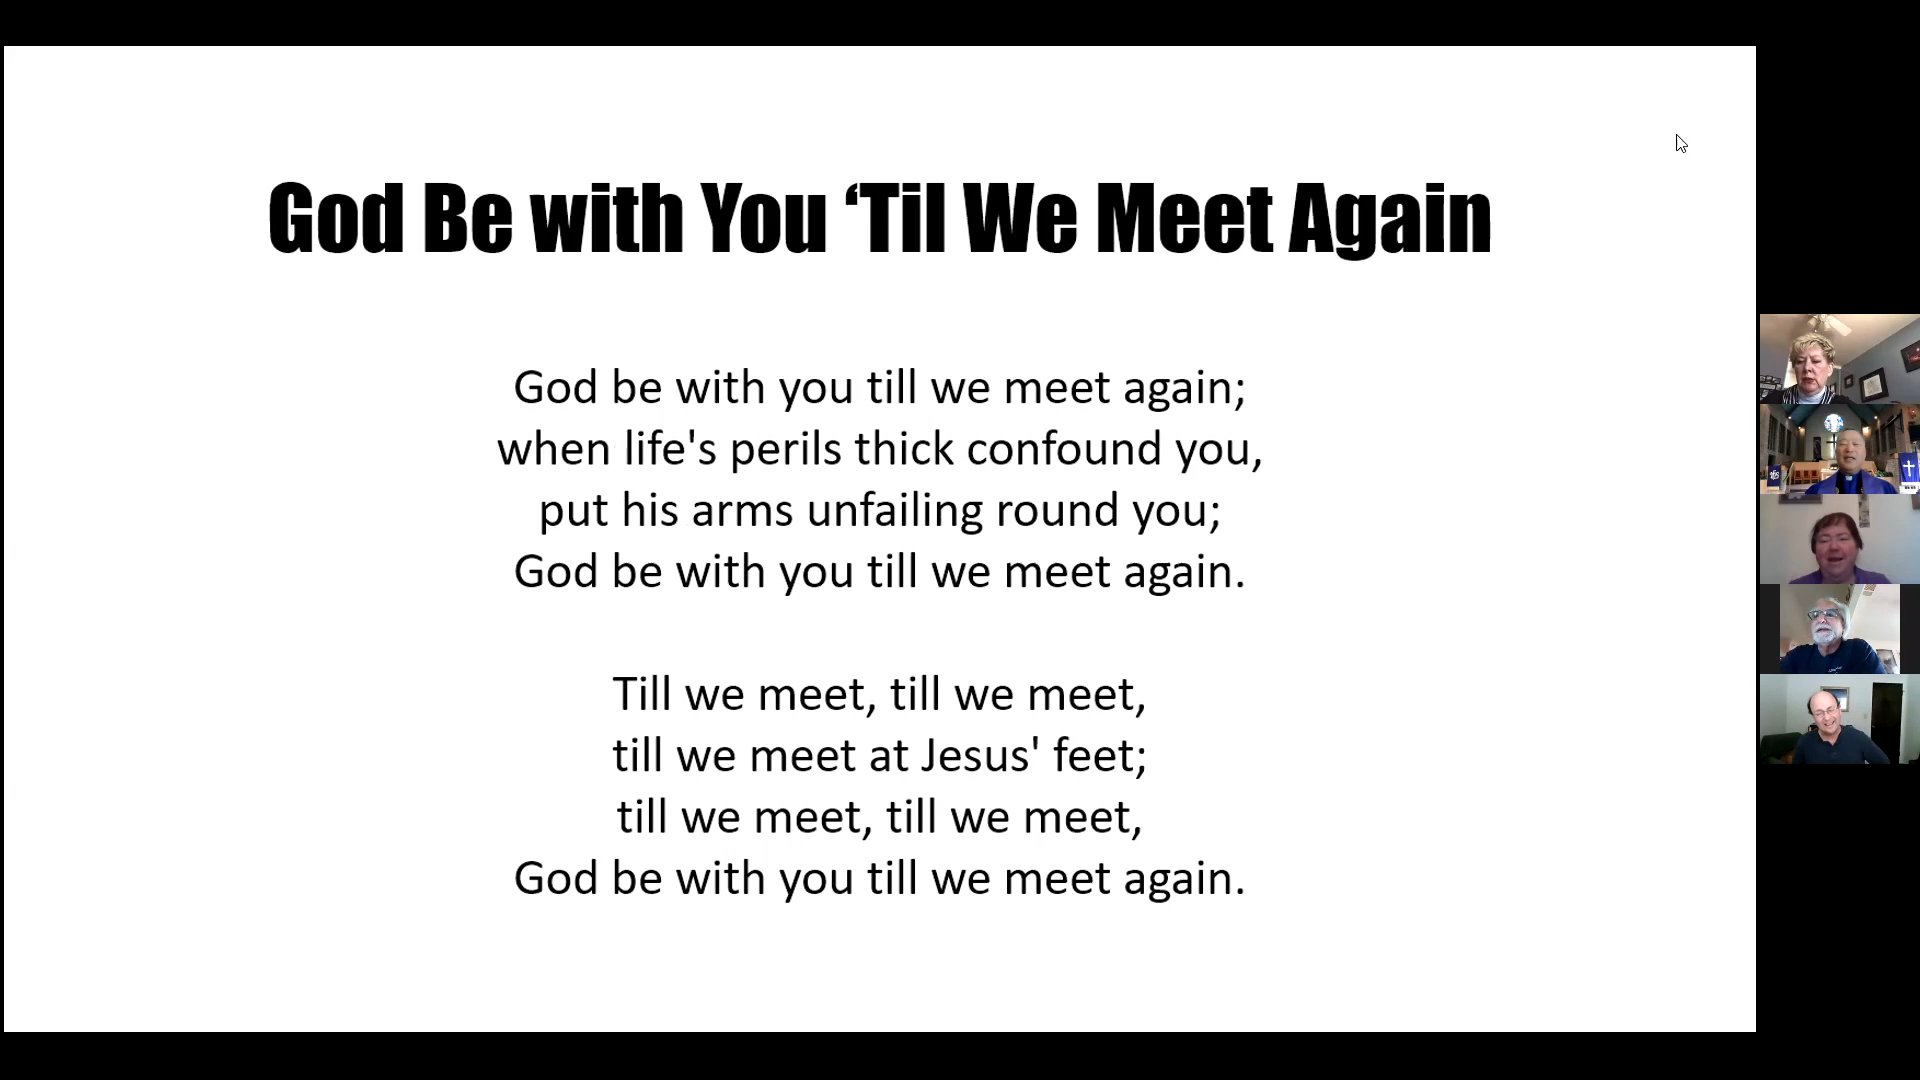 God Be with You ‘Til We Meet Again
God be with you till we meet again;
when life's perils thick confound you,
put his arms unfailing round you;
God be with you till we meet again.
Till we meet, till we meet,
till we meet at Jesus' feet;
till we meet, till we meet,
God be with you till we meet again.